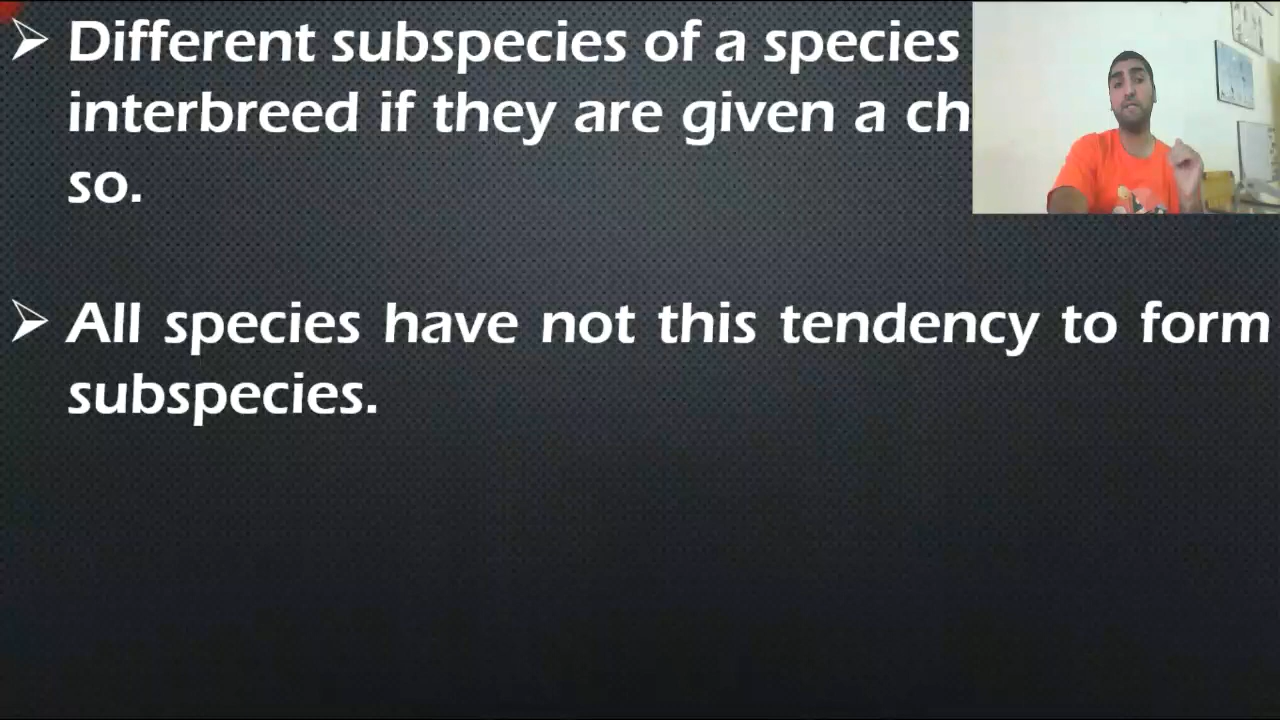 Different subspecies of a species
interbreed if they are given a ch
so.
All species have not this tendency to form
subspecies.